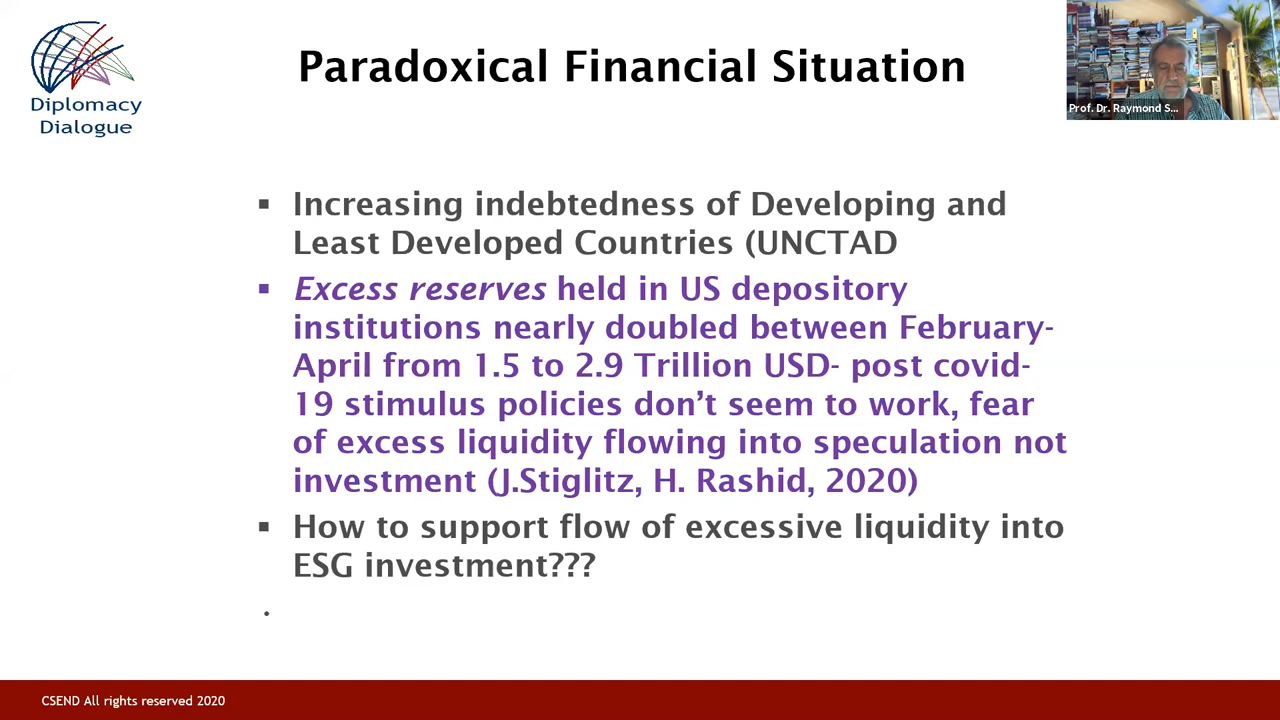 Paradoxical Financial Situation
Diplomacy
Dialogue
Prof. Dr. Raymond S...
▪ Increasing indebtedness of Developing and
Least Developed Countries (UNCTAD
▪ Excess reserves held in US depository
institutions nearly doubled between February-
April from 1.5 to 2.9 Trillion USD- post covid-
19 stimulus policies don’t seem to work, fear
of excess liquidity flowing into speculation not
investment (J.Stiglitz, H. Rashid, 2020)
▪ How to support flow of excessive liquidity into
ESG investment???
•
CSEND All rights reserved 2020